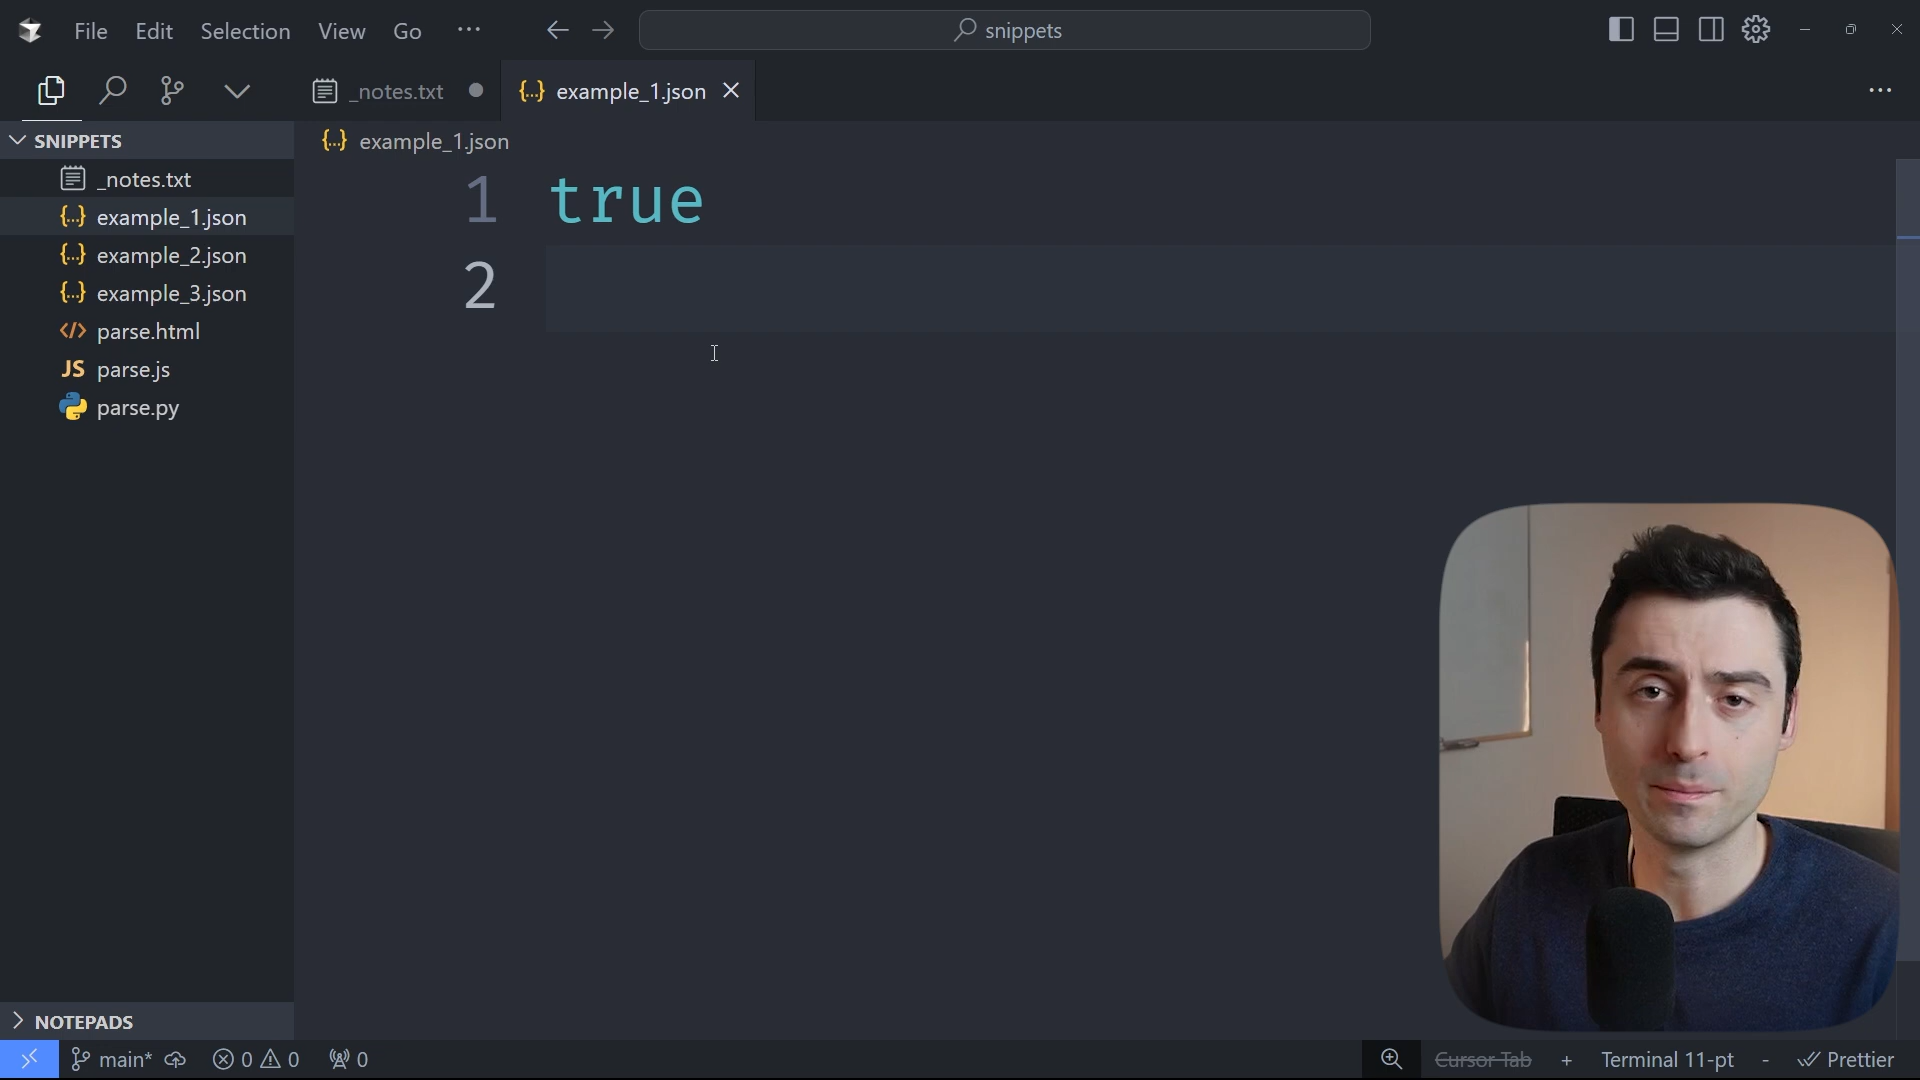 File Edit Selection View Go ··· snippets
_notes.txt example_1.json
SNIPPETS
example_1.json
_notes.txt
example_1.json
example_2.json
example_3.json
parse.html
JS parse.js
parse.py
1 true
2
NOTEPADS
main* 0 0 0 Cursor Tab + Terminal 11-pt - Prettier